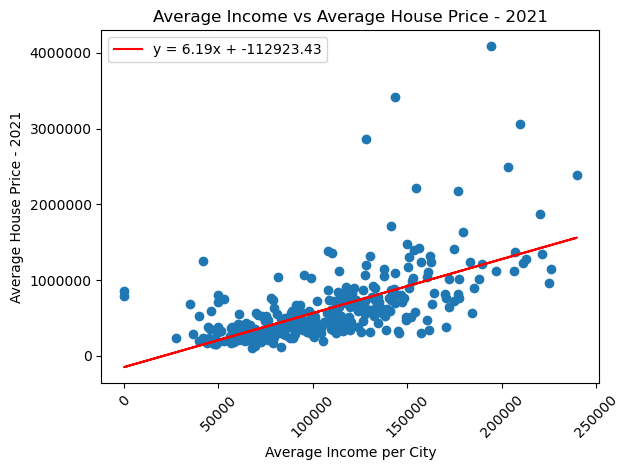 Average Income vs Average House Price - 2021
y = 6.19x + -112923.43
4000000
3000000
2000000
1000000
0
Average House Price - 2021
0
50000
100000
150000
200000
250000
Average Income per City